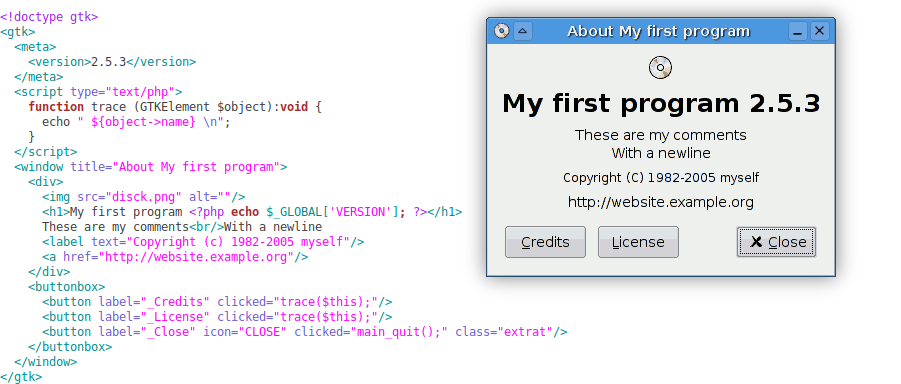 <!doctype gtk>
<gtk>
  <meta>
    <version>2.5.3</version>
  </meta>
  <script type="text/php">
    function trace (GTKElement $object):void {
      echo " ${object->name} \n";
    }
  </script>
  <window title="About My first program">
    <div>
      <img src="disck.png" alt=""/>
      <h1>My first program <?php echo $_GLOBAL['VERSION']; ?></h1>
      These are my comments<br/>With a newline
      <label text="Copyright (c) 1982-2005 myself"/>
      <a href="http://website.example.org"/>
    </div>
    <buttonbox>
      <button label="_Credits" clicked="trace($this);"/>
      <button label="_License" clicked="trace($this);"/>
      <button label="_Close" icon="CLOSE" clicked="main_quit();" class="extrat"/>
    </buttonbox>
  </window>
</gtk>
About My first program
My first program 2.5.3
These are my comments
With a newline
Copyright (C) 1982-2005 myself
http://website.example.org
Credits
License
Close